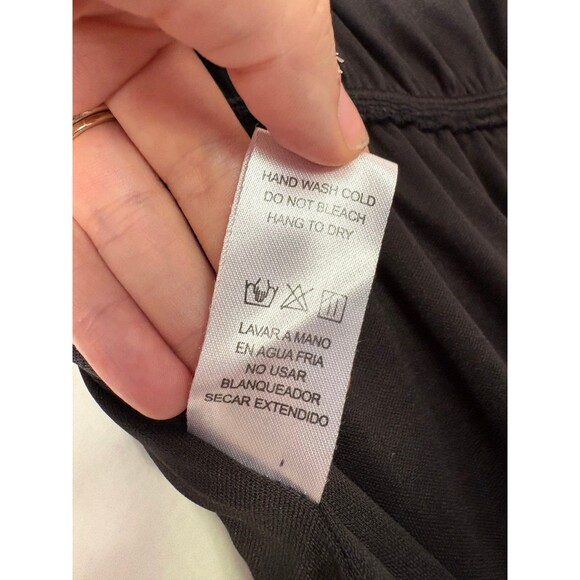 HAND WASH COLD
DO NOT BLEACH
HANG TO DRY
LAVAR A MANO
EN AGUA FRIA
NO USAR
BLANQUEADOR
SECAR EXTENDIDO